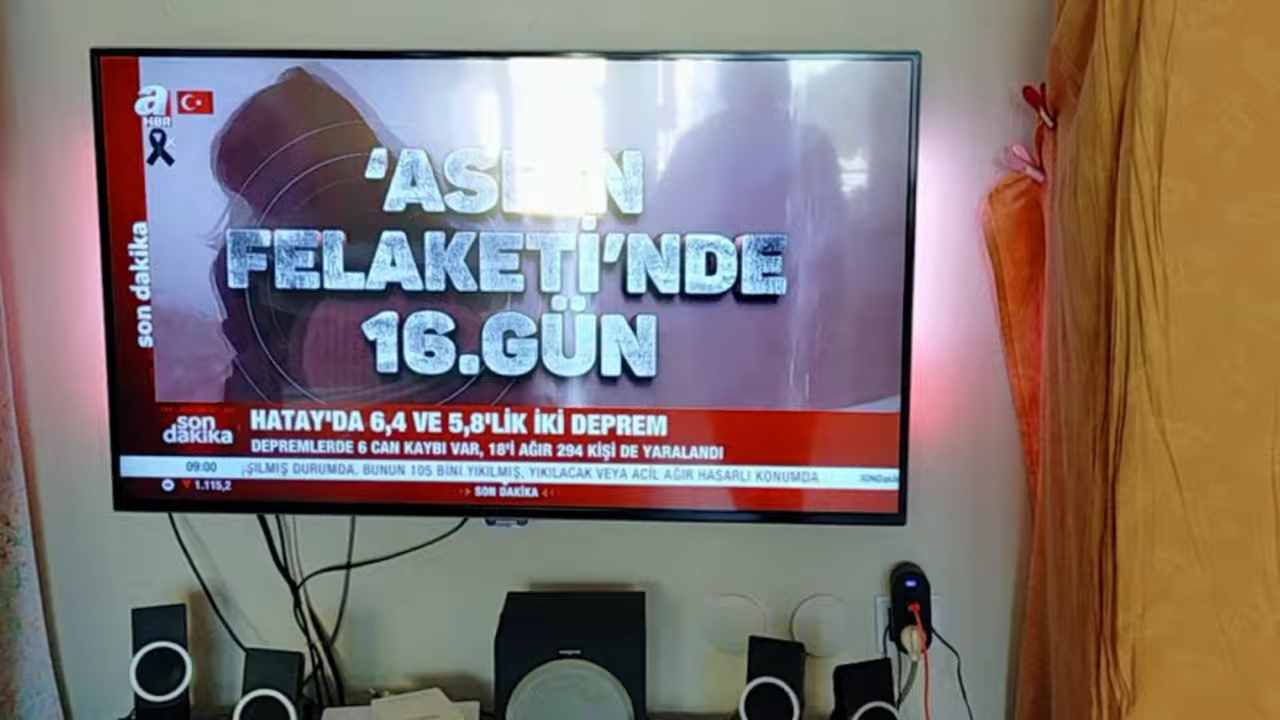 a
HBR
son dakika
'ASRIN
FELAKETİ'NDE
16.GÜN
son
dakika
HATAY'DA 6,4 VE 5,8'LİK İKİ DEPREM
DEPREMLERDE 6 CAN KAYBI VAR, 18'İ AĞIR 294 KİŞİ DE YARALANDI
09:00
ŞILMIŞ DURUMDA. BUNUN 105 BİNİ YIKILMIŞ, YIKILACAK VEYA ACİL AĞIR HASARLI KONUMDA
1.115,2
SON DAKİKA